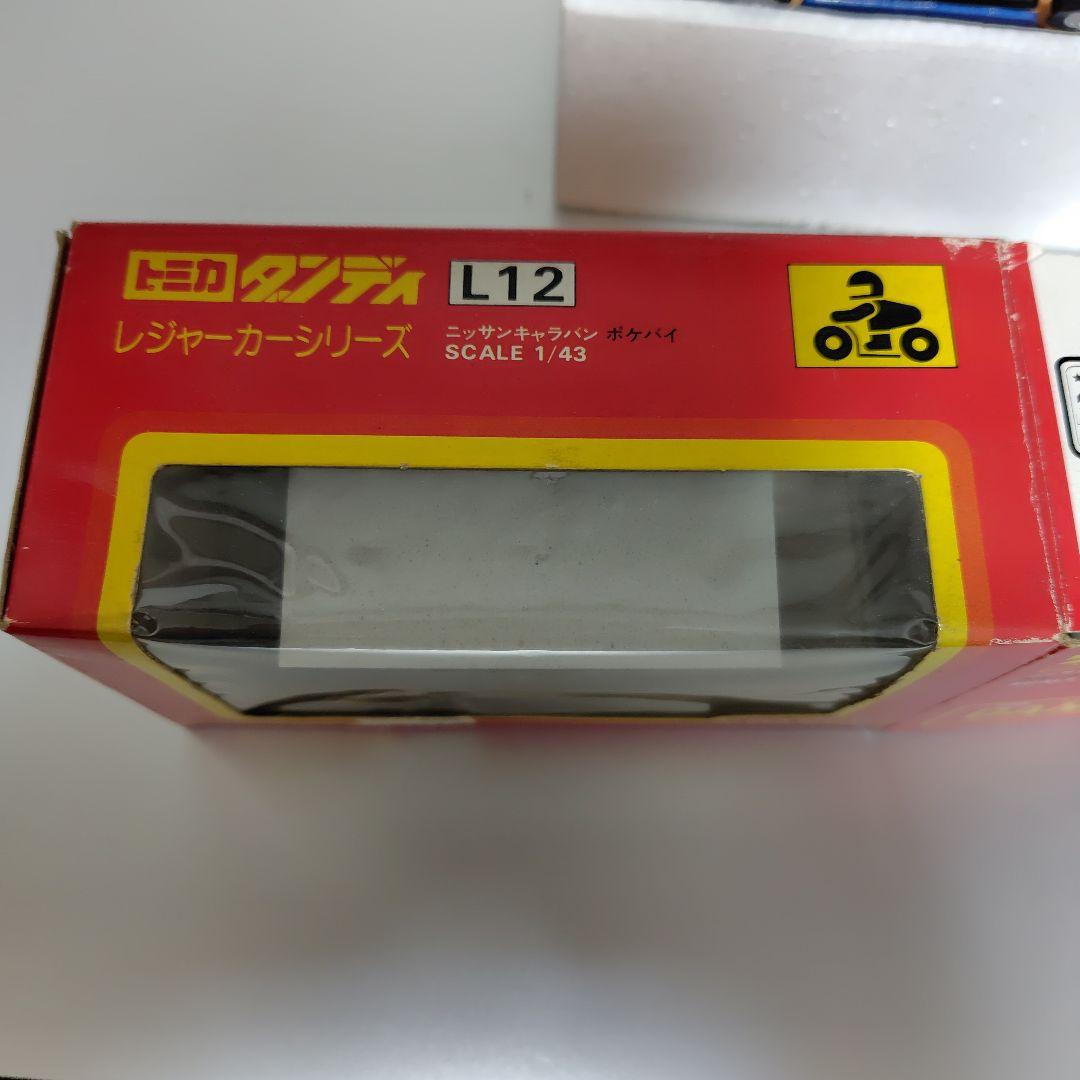 トミカ ダンディ L12
レジャーカーシリーズ
ニッサンキャラバン ポケバイ
SCALE 1/43